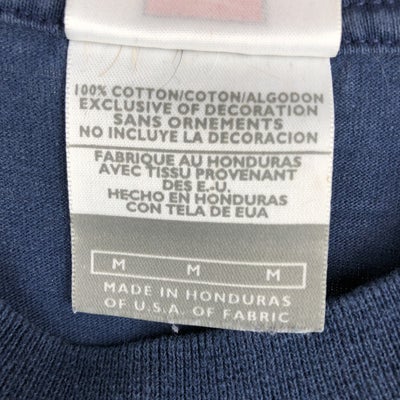 100% COTTON/COTON/ALGODON
EXCLUSIVE OF DECORATION
SANS ORNEMENTS
NO INCLUYE LA DECORACION
FABRIQUE AU HONDURAS
AVEC TISSU PROVENANT
DES E.-U.
HECHO EN HONDURAS
CON TELA DE EUA
M M M
MADE IN HONDURAS
OF U.S.A. OF FABRIC